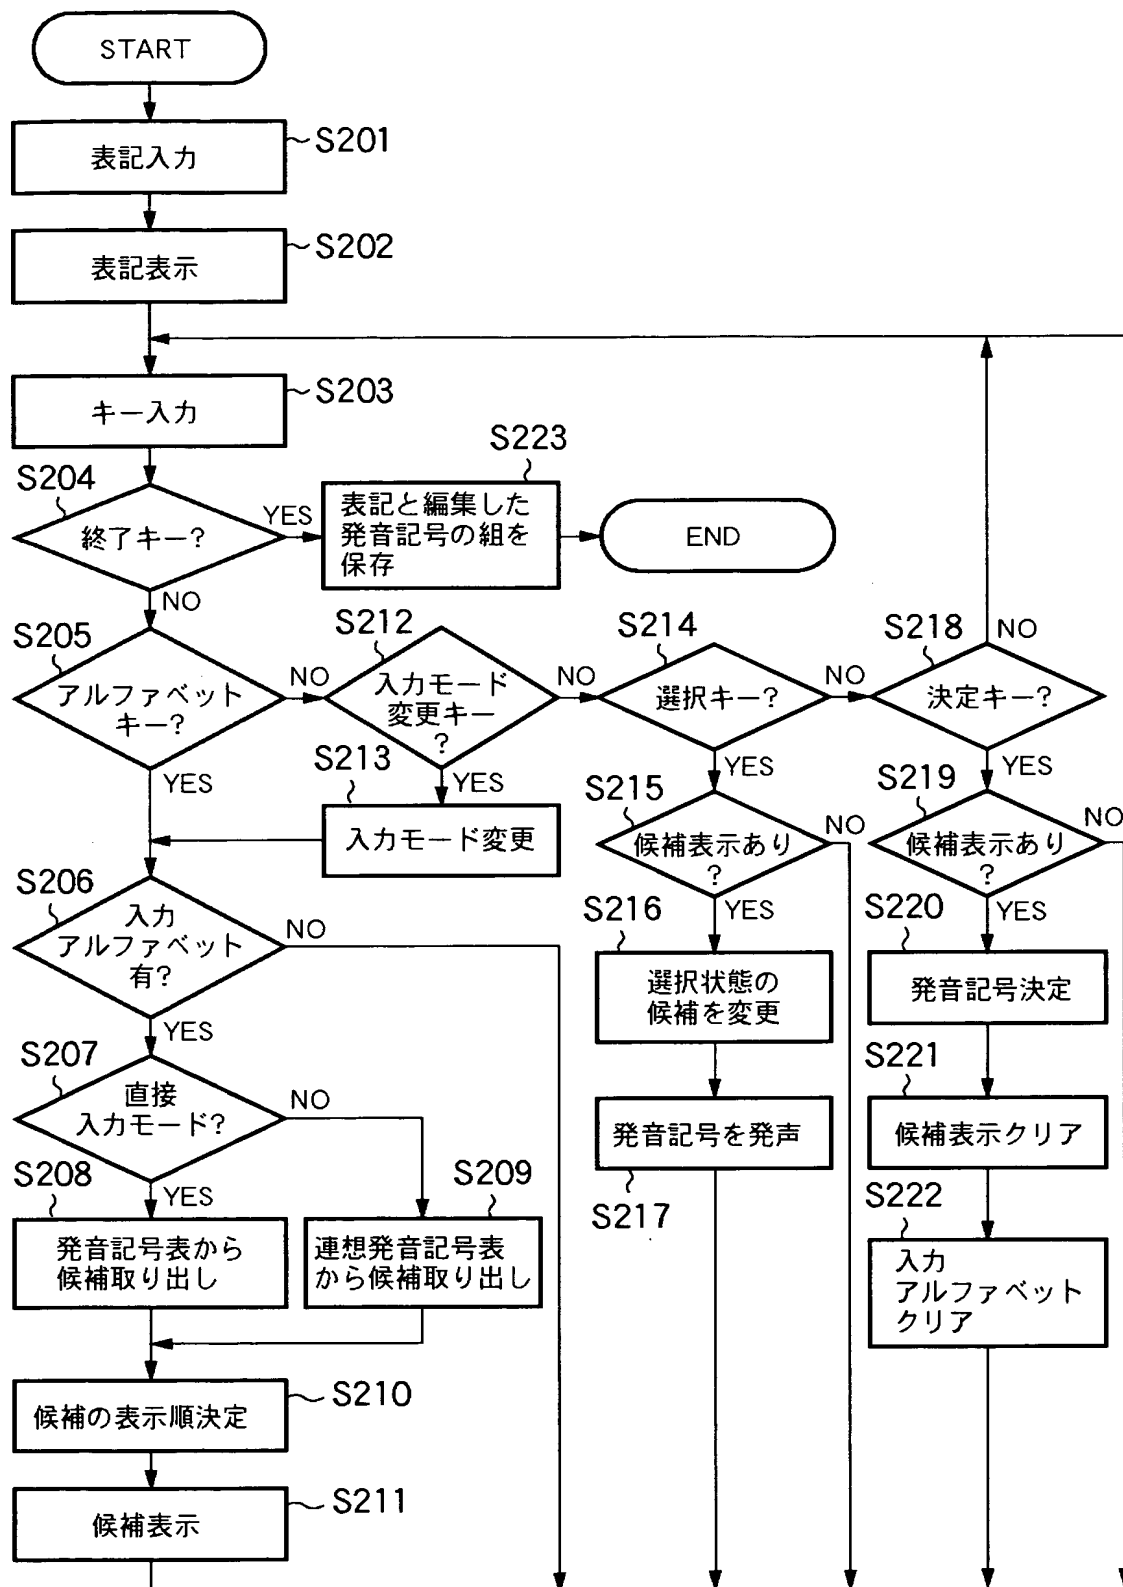 START
表記入力
S201
表記表示
S202
キー入力
S203
S204
終了キー?
YES
NO
S223
表記と編集した
発音記号の組を
保存
END
S205
アルファベット
キー?
NO
YES
S212
入力モード
変更キー
?
NO
YES
S213
入力モード変更
S214
選択キー?
NO
YES
S218
決定キー?
NO
YES
S215
候補表示あり
?
NO
YES
S219
候補表示あり
?
NO
YES
S206
入力
アルファベット
有?
NO
YES
S216
選択状態の
候補を変更
S220
発音記号決定
S207
直接
入力モード?
NO
YES
発音記号を発声
S217
S221
候補表示クリア
S208
発音記号表から
候補取り出し
S209
連想発音記号表
から候補取り出し
S222
入力
アルファベット
クリア
候補の表示順決定
S210
候補表示
S211